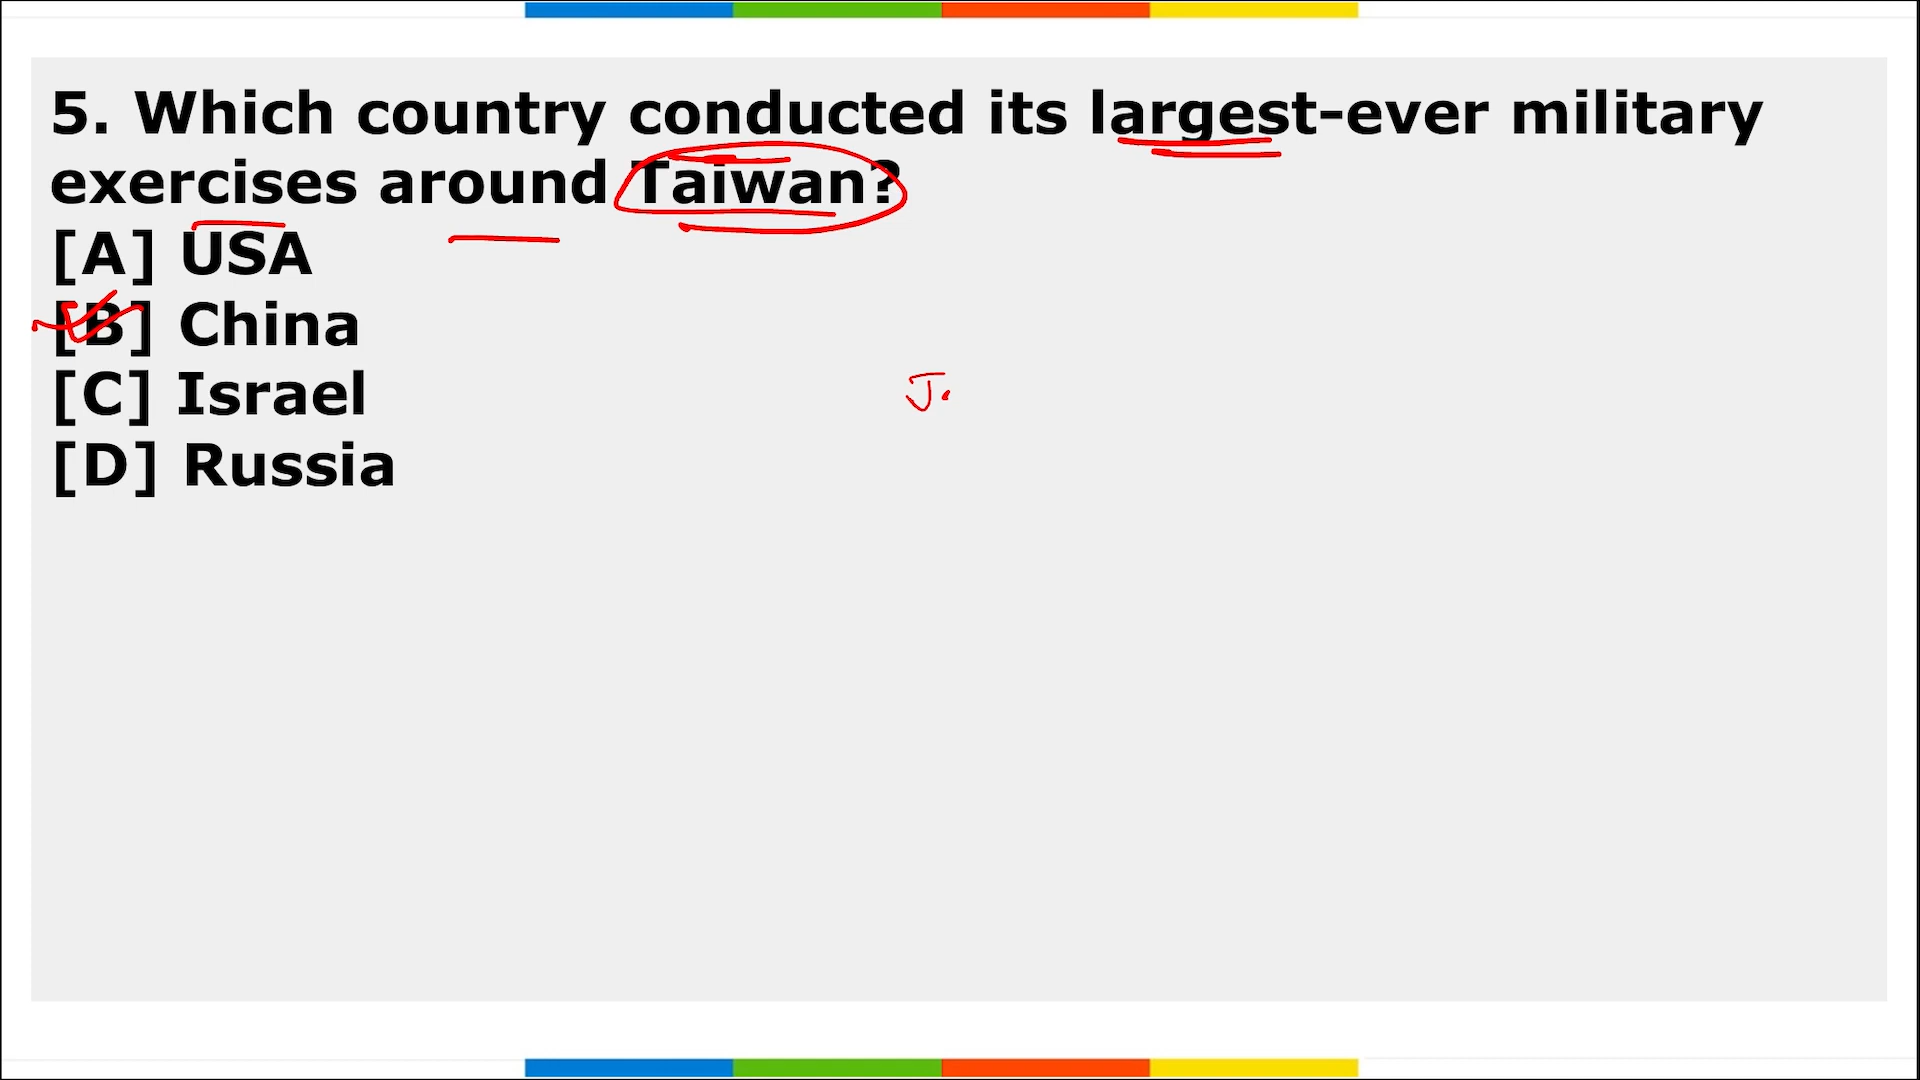 5. Which country conducted its largest-ever military
exercises around Taiwan?
[A] USA
[B] China
[C] Israel
J.
[D] Russia